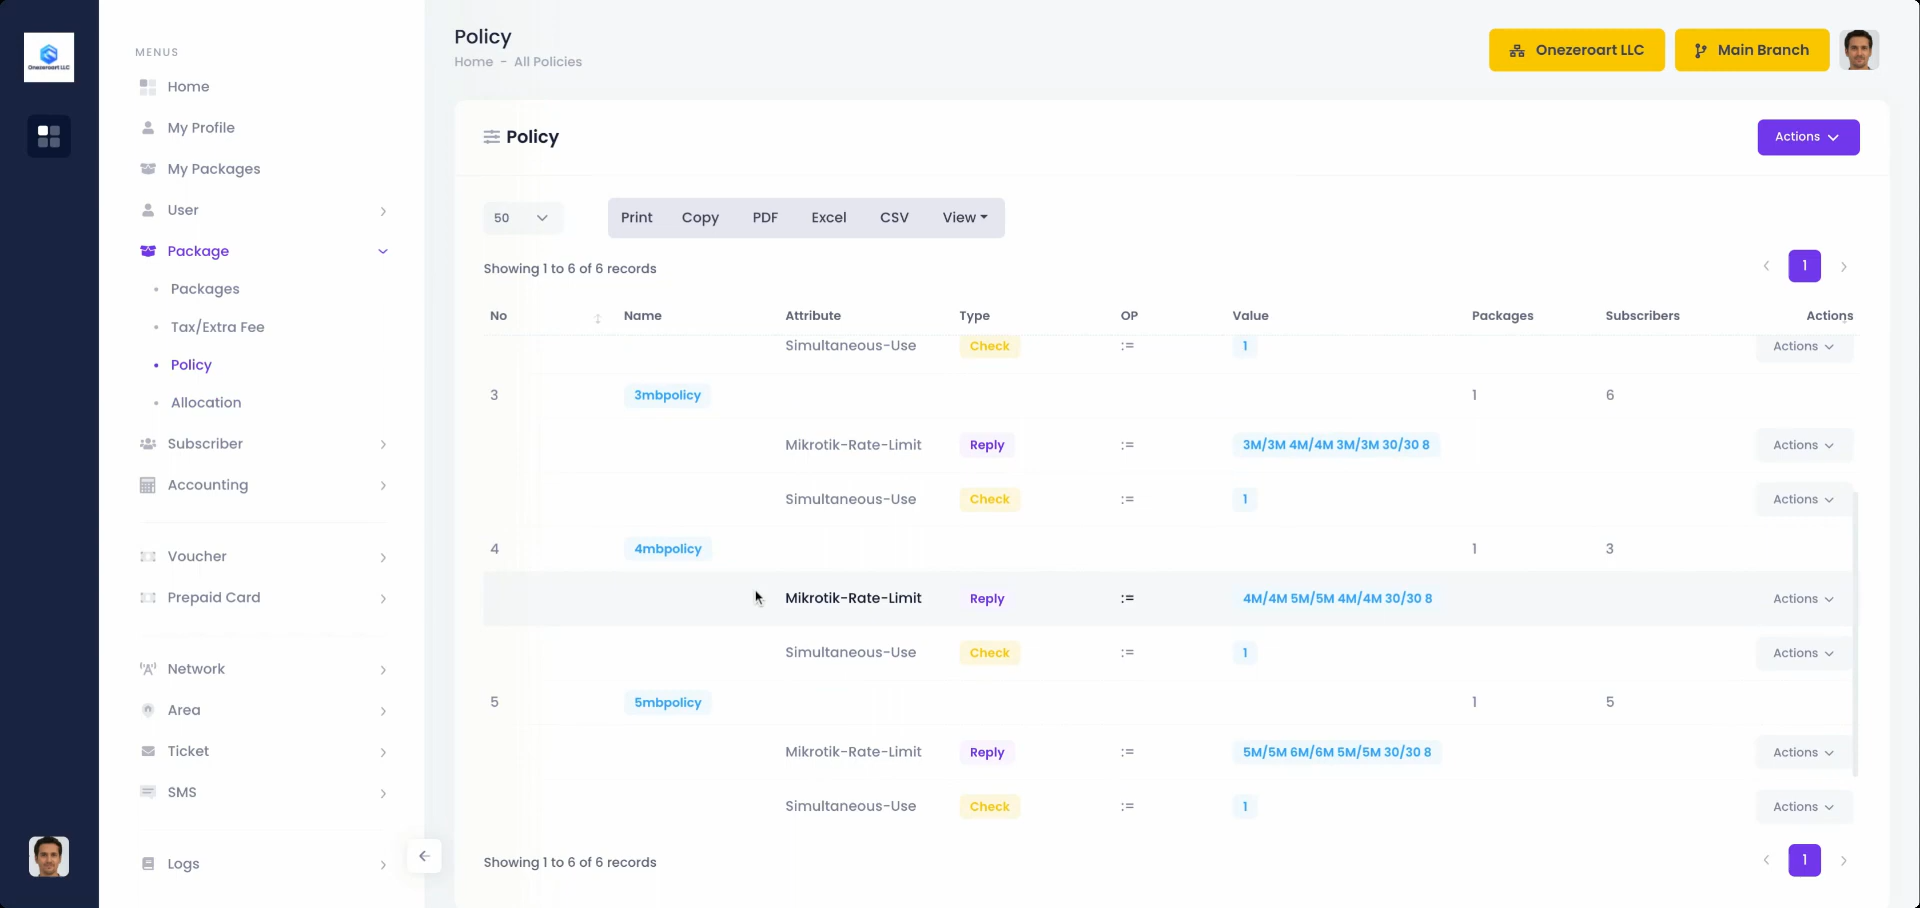 Onezeroart LLC
MENUS
Home
My Profile
My Packages
User
Package
Packages
Tax/Extra Fee
Policy
Allocation
Subscriber
Accounting
Voucher
Prepaid Card
Network
Area
Ticket
SMS
Logs
Policy
Home - All Policies
Onezeroart LLC
Main Branch
Policy
Actions
50
Print Copy PDF Excel CSV View
Showing 1 to 6 of 6 records
1
No Name Attribute Type OP Value Packages Subscribers Actions
Simultaneous-Use Check := 1 Actions
3 3mbpolicy 1 6
Mikrotik-Rate-Limit Reply := 3M/3M 4M/4M 3M/3M 30/30 8 Actions
Simultaneous-Use Check := 1 Actions
4 4mbpolicy 1 3
Mikrotik-Rate-Limit Reply := 4M/4M 5M/5M 4M/4M 30/30 8 Actions
Simultaneous-Use Check := 1 Actions
5 5mbpolicy 1 5
Mikrotik-Rate-Limit Reply := 5M/5M 6M/6M 5M/5M 30/30 8 Actions
Simultaneous-Use Check := 1 Actions
Showing 1 to 6 of 6 records
1